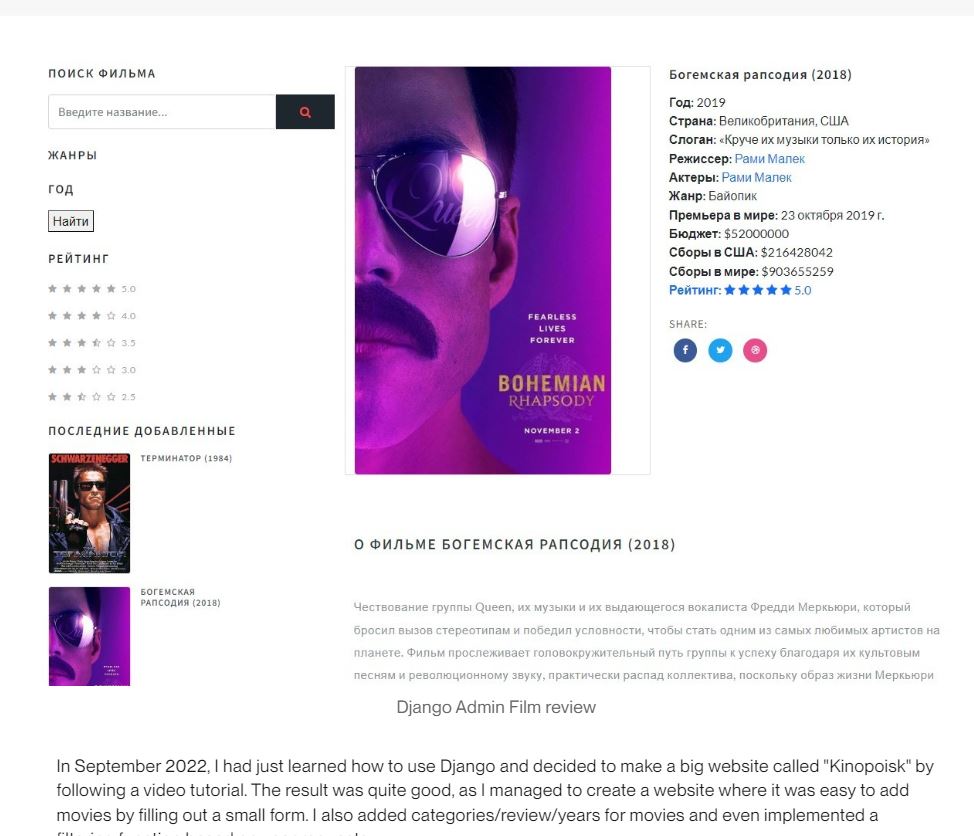 ПОИСК ФИЛЬМА
Введите название...
ЖАНРЫ
ГОД
Найти
РЕЙТИНГ
5.0
4.0
3.5
3.0
2.5
ПОСЛЕДНИЕ ДОБАВЛЕННЫЕ
SCHWARZENEGGER
ТЕРМИНАТОР (1984)
БОГЕМСКАЯ
РАПСОДИЯ (2018)
Queen
FEARLESS
LIVES
FOREVER
BOHEMIAN
RHAPSODY
NOVEMBER 2
Богемская рапсодия (2018)
Год: 2019
Страна: Великобритания, США
Слоган: «Круче их музыки только их история»
Режиссер: Рами Малек
Актеры: Рами Малек
Жанр: Байопик
Премьера в мире: 23 октября 2019 г.
Бюджет: $52000000
Сборы в США: $216428042
Сборы в мире: $903655259
Рейтинг: 5.0
SHARE:
О ФИЛЬМЕ БОГЕМСКАЯ РАПСОДИЯ (2018)
Чествование группы Queen, их музыки и их выдающегося вокалиста Фредди Меркьюри, который
бросил вызов стереотипам и победил условности, чтобы стать одним из самых любимых артистов на
планете. Фильм прослеживает головокружительный путь группы к успеху благодаря их культовым
песням и революционному звуку, практически распад коллектива, поскольку образ жизни Меркьюри
Django Admin Film review
In September 2022, I had just learned how to use Django and decided to make a big website called "Kinopoisk" by
following a video tutorial. The result was quite good, as I managed to create a website where it was easy to add
movies by filling out a small form. I also added categories/review/years for movies and even implemented a